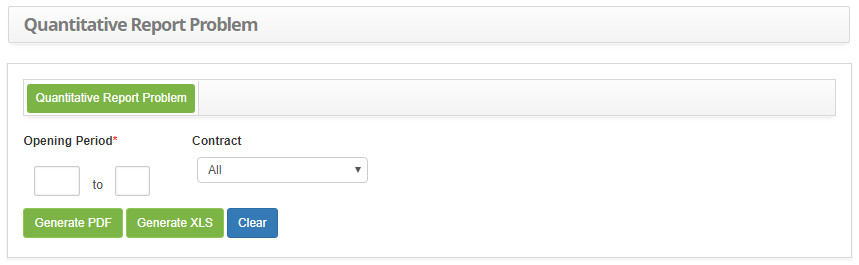 Quantitative Report Problem
Quantitative Report Problem
Opening Period* Contract
to All
Generate PDF Generate XLS Clear